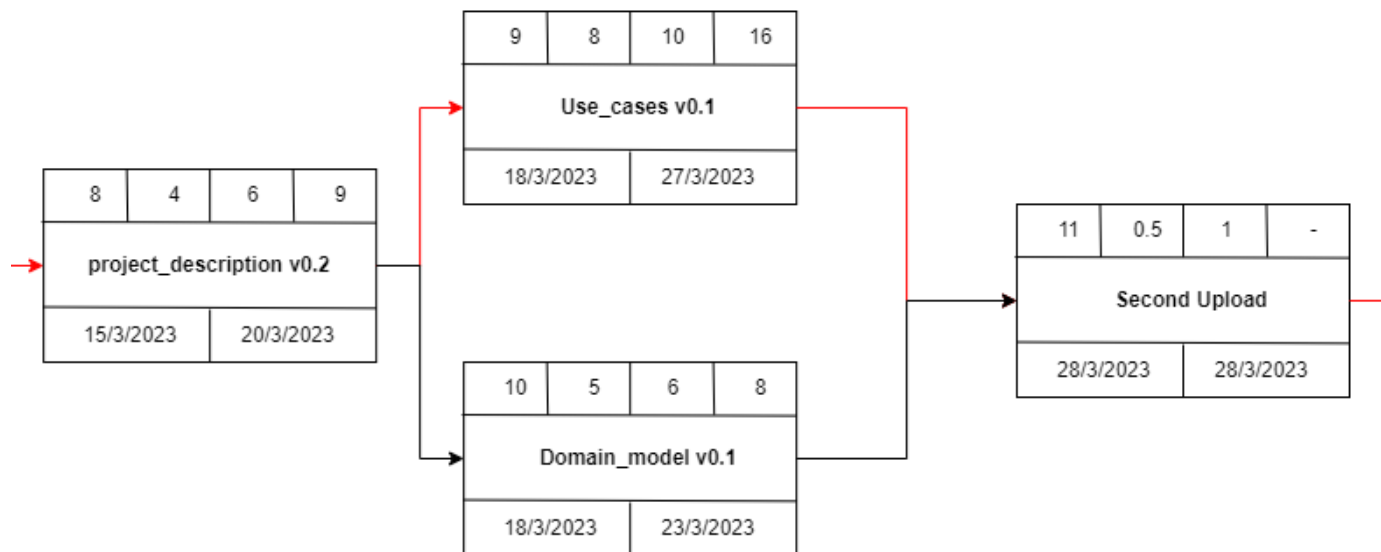 8 4 6 9
project_description v0.2
15/3/2023 20/3/2023
9 8 10 16
Use_cases v0.1
18/3/2023 27/3/2023
10 5 6 8
Domain_model v0.1
18/3/2023 23/3/2023
11 0.5 1 -
Second Upload
28/3/2023 28/3/2023